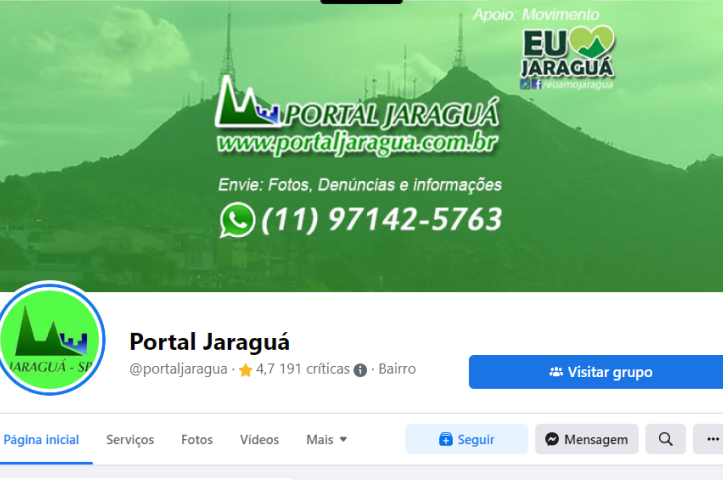 Apoio: Movimento
EU
JARAGUÁ
/euamojaragua
PORTAL JARAGUÁ
www.portaljaragua.com.br
Envie: Fotos, Denúncias e informações
(11) 97142-5763
JARAGUÁ - SP
Portal Jaraguá
@portaljaragua · 4,7 191 críticas · Bairro
Visitar grupo
Página inicial Serviços Fotos Vídeos Mais
Seguir Mensagem